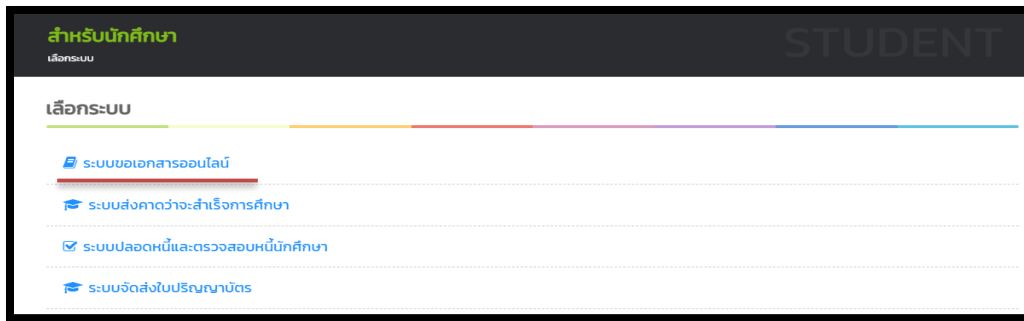 สำหรับนักศึกษา
เลือกระบบ
STUDENT
เลือกระบบ
ระบบขอเอกสารออนไลน์
ระบบส่งคาดว่าจะสำเร็จการศึกษา
ระบบปลอดหนี้และตรวจสอบหนี้นักศึกษา
ระบบจัดส่งใบปริญญาบัตร